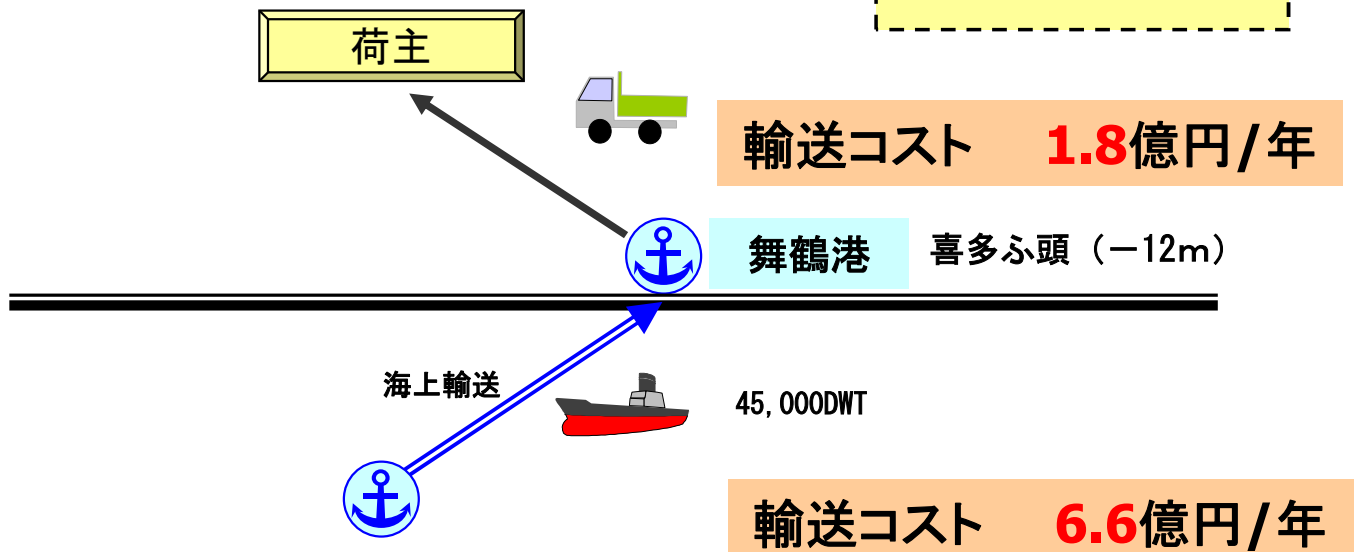 荷主
輸送コスト 1.8億円/年
舞鶴港
喜多ふ頭（－12m）
海上輸送
45,000DWT
輸送コスト 6.6億円/年